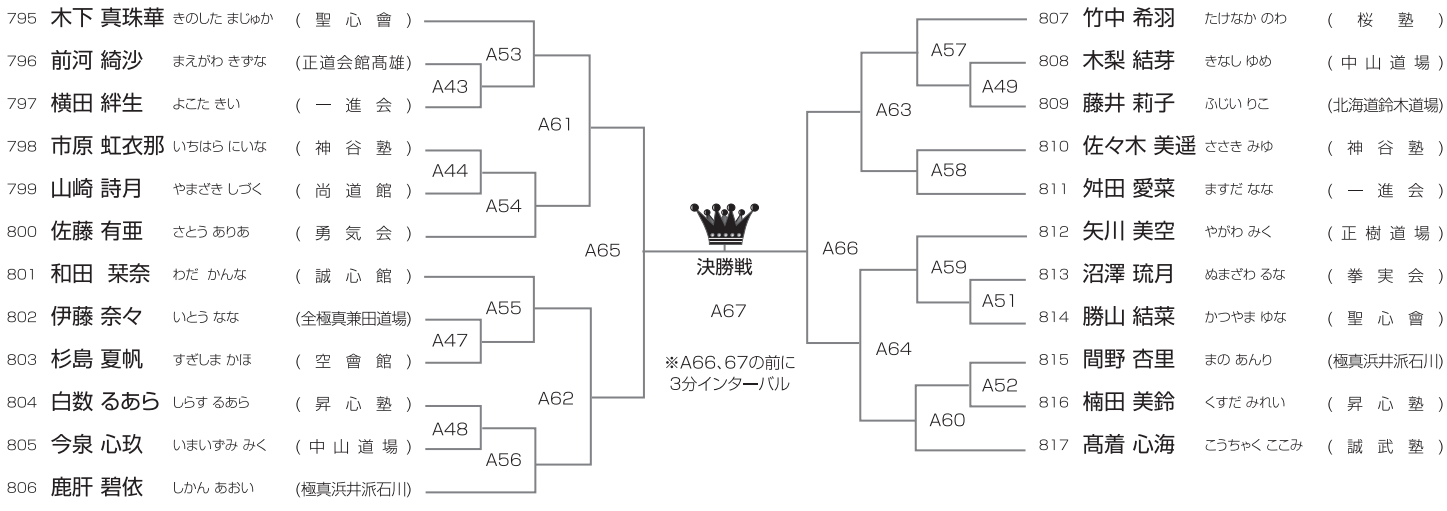 795 木下 真珠華 きのした まじゅか ( 聖 心 會 )
796 前河 綺沙 まえがわ きずな (正道会館髙雄)
797 横田 絆生 よこた きい ( 一 進 会 )
798 市原 虹衣那 いちはら にいな ( 神 谷 塾 )
799 山崎 詩月 やまざき しづく ( 尚 道 館 )
800 佐藤 有亜 さとう ありあ ( 勇 気 会 )
801 和田 栞奈 わだ かんな ( 誠 心 館 )
802 伊藤 奈々 いとう なな (全極真兼田道場)
803 杉島 夏帆 すぎしま かほ ( 空 會 館 )
804 白数 るあら しらす るあら ( 昇 心 塾 )
805 今泉 心玖 いまいずみ みく ( 中 山 道 場 )
806 鹿肝 碧依 しかん あおい (極真浜井派石川)
A53
A43
A61
A44
A54
A65
A55
A47
A62
A48
A56
決勝戦
A67
※A66、67の前に
3分インターバル
A57
A49
A63
A58
A66
A59
A51
A64
A52
A60
807 竹中 希羽 たけなか のわ ( 桜 塾 )
808 木梨 結芽 きなし ゆめ ( 中 山 道 場 )
809 藤井 莉子 ふじい りこ (北海道鈴木道場)
810 佐々木 美遥 ささき みゆ ( 神 谷 塾 )
811 舛田 愛菜 ますだ なな ( 一 進 会 )
812 矢川 美空 やがわ みく ( 正 樹 道 場 )
813 沼澤 琉月 ぬまざわ るな ( 拳 実 会 )
814 勝山 結菜 かつやま ゆな ( 聖 心 會 )
815 間野 杏里 まの あんり (極真浜井派石川)
816 楠田 美鈴 くすだ みれい ( 昇 心 塾 )
817 髙着 心海 こうちゃく ここみ ( 誠 武 塾 )